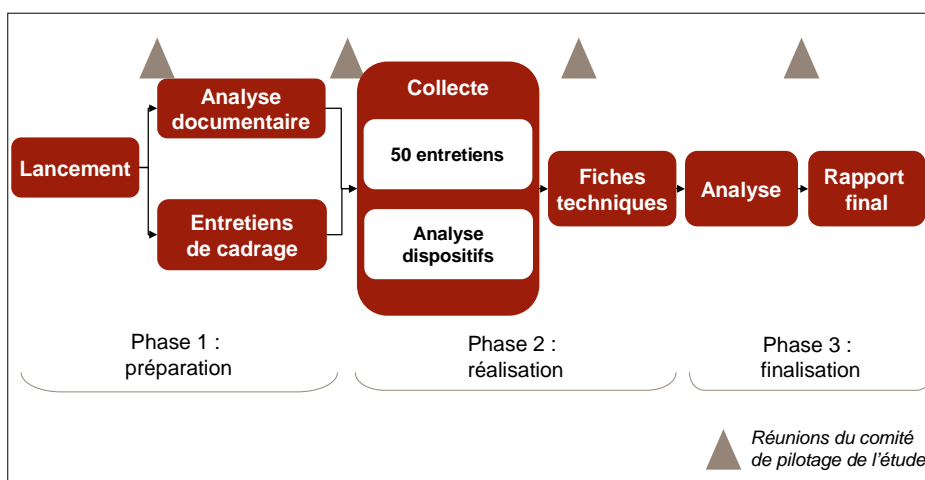 Lancement
Analyse
documentaire
Entretiens
de cadrage
Collecte
50 entretiens
Analyse
dispositifs
Fiches
techniques
Analyse
Rapport
final
Phase 1 :
préparation
Phase 2 :
réalisation
Phase 3 :
finalisation
Réunions du comité
de pilotage de l’étude